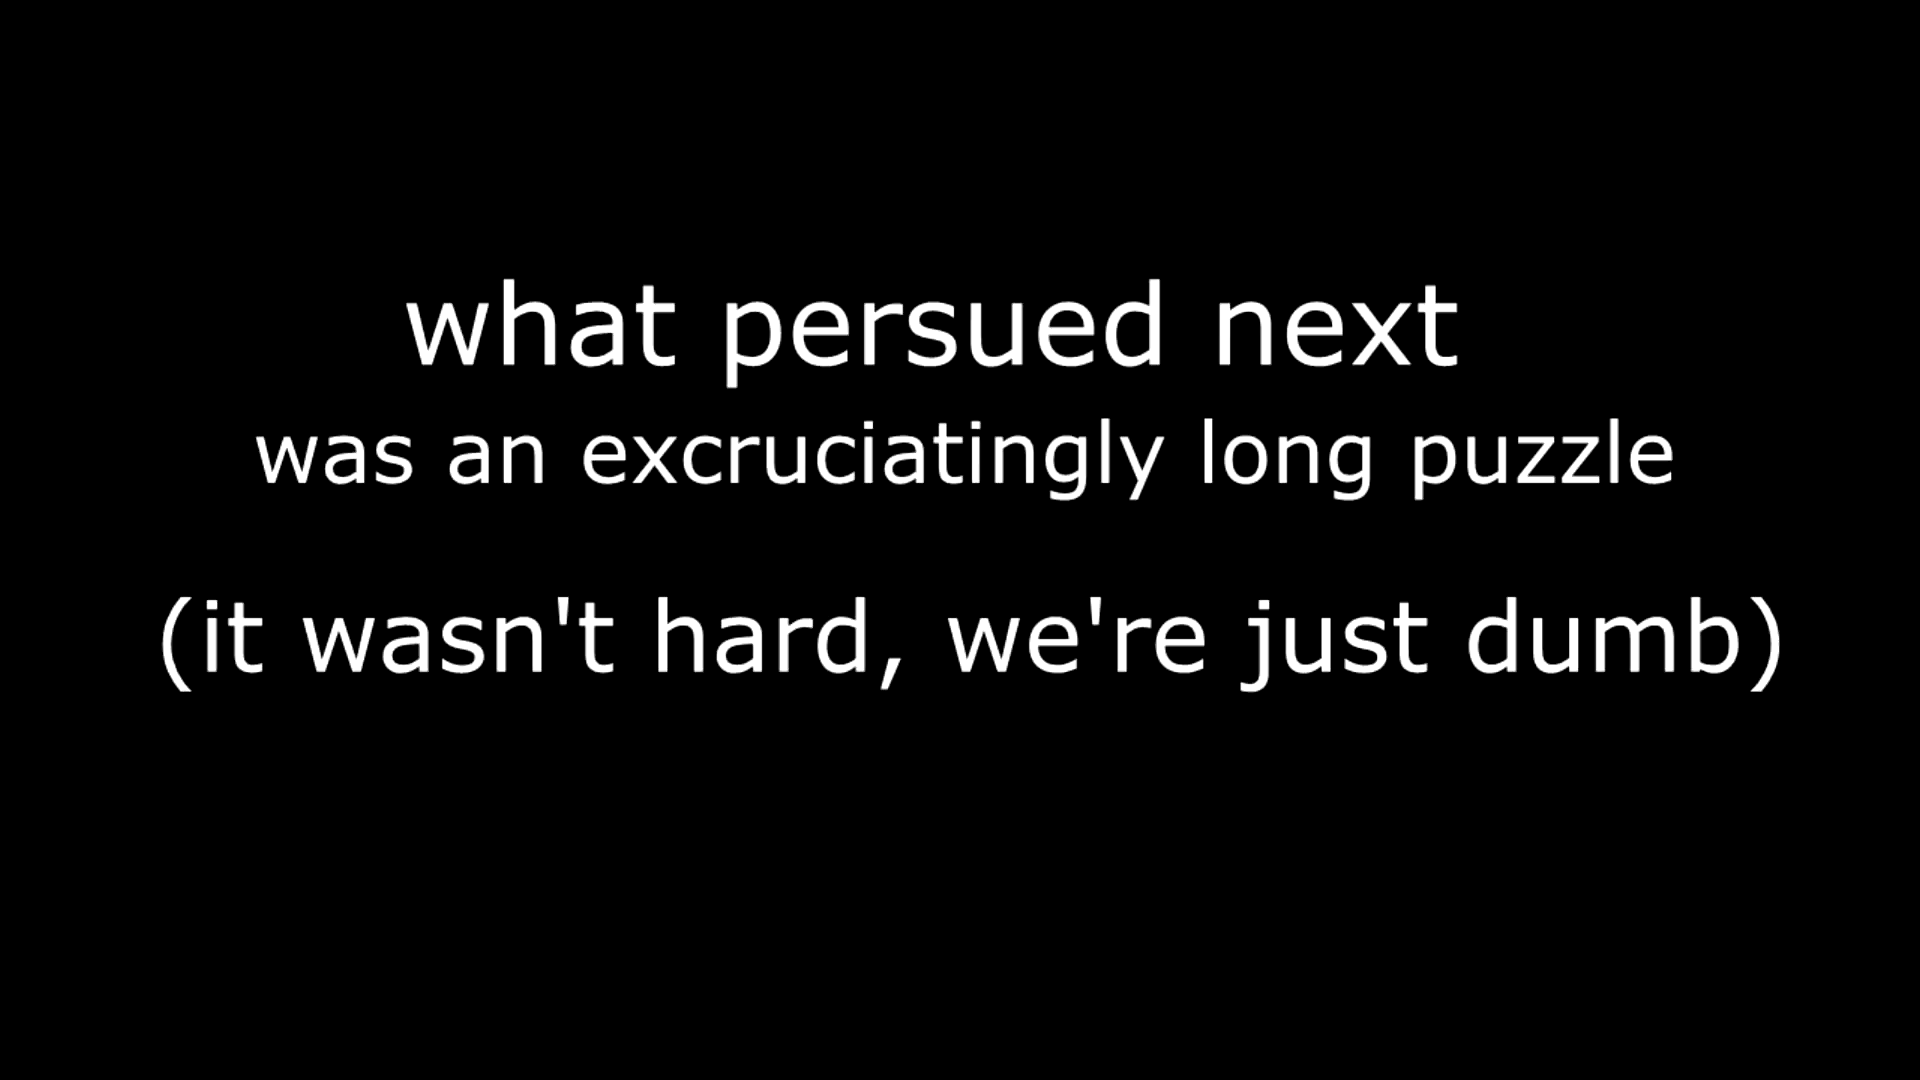 what persued next
was an excruciatingly long puzzle
(it wasn't hard, we're just dumb)